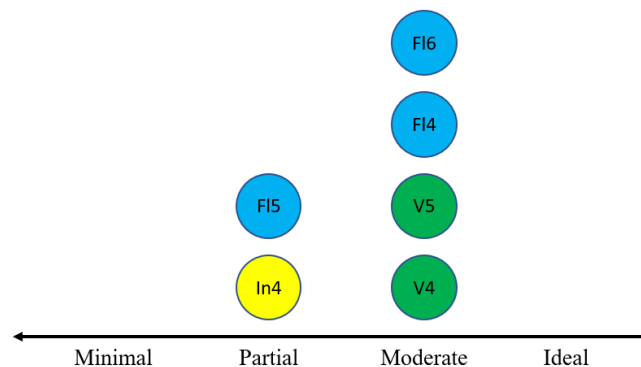 Fl6
Fl4
Fl5 V5
In4 V4
Minimal Partial Moderate Ideal